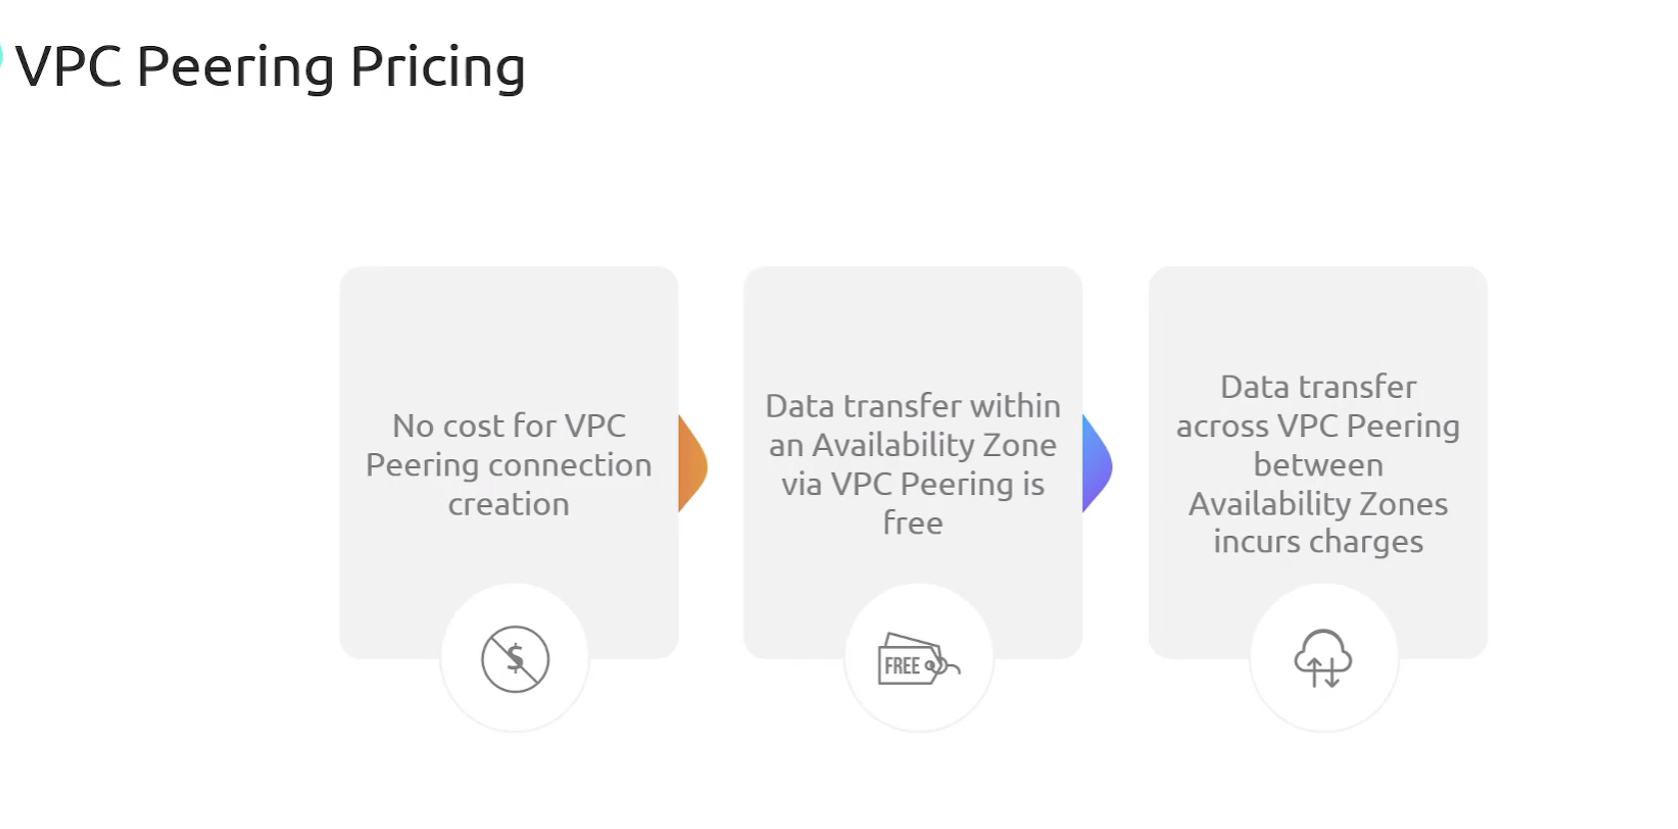 VPC Peering Pricing
No cost for VPC
Peering connection
creation
Data transfer within
an Availability Zone
via VPC Peering is
free
Data transfer
across VPC Peering
between
Availability Zones
incurs charges
$
FREE